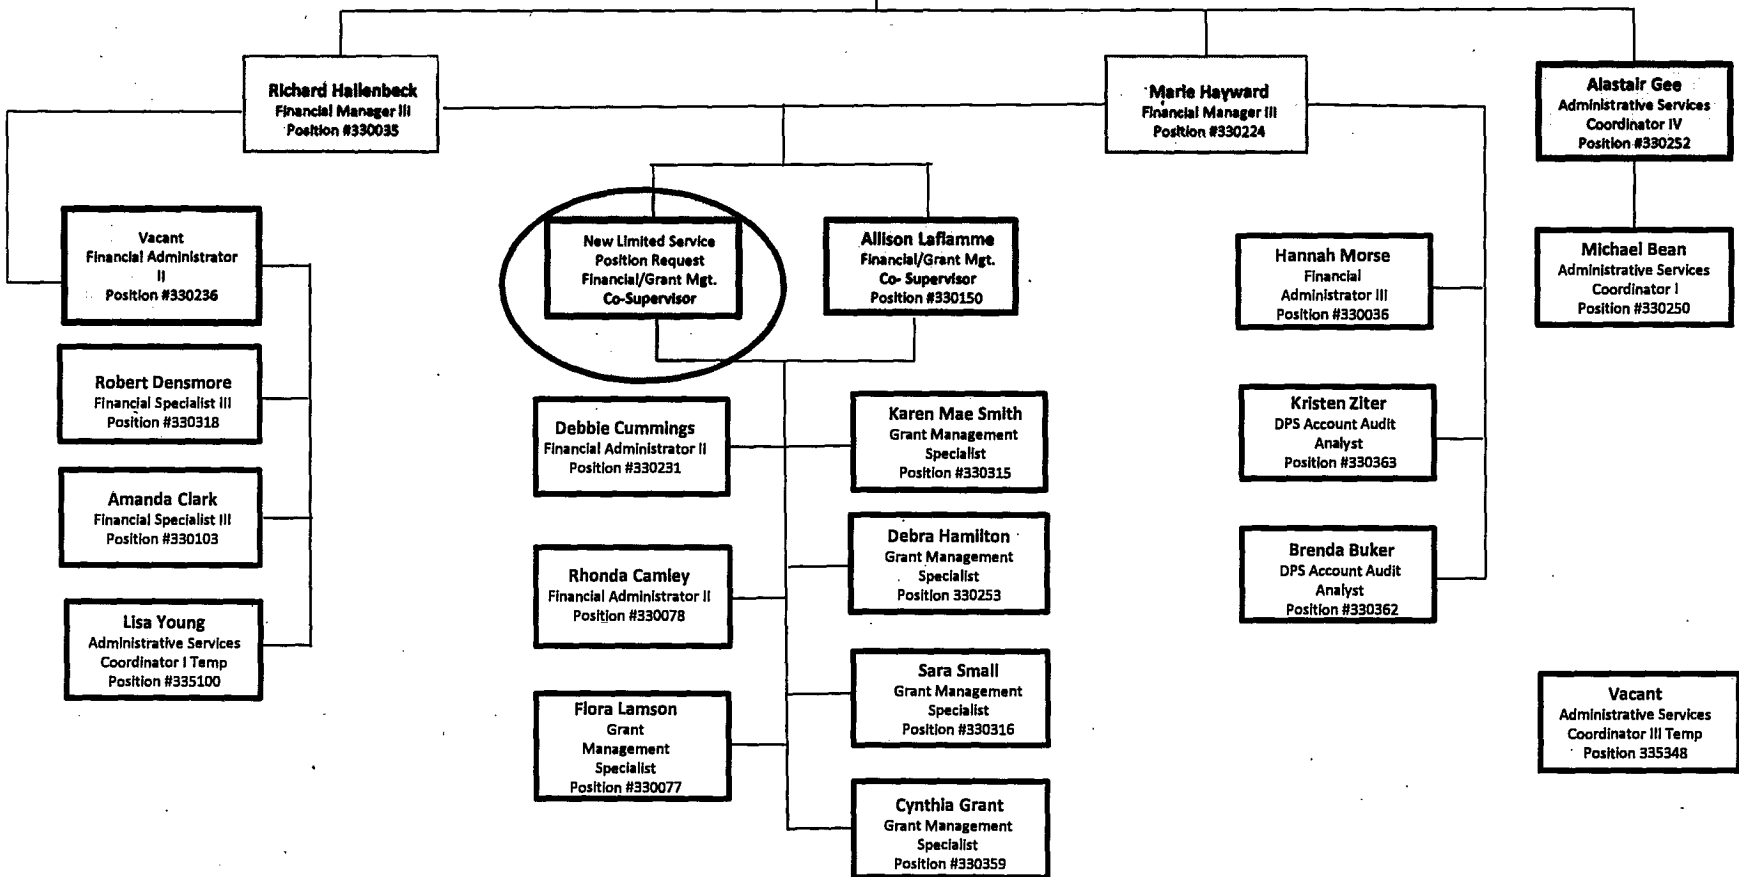 Richard Hallenbeck
Financial Manager III
Position #330035
Marie Hayward
Financial Manager III
Position #330224
Alastair Gee
Administrative Services
Coordinator IV
Position #330252
Vacant
Financial Administrator
II
Position #330236
New Limited Service
Position Request
Financial/Grant Mgt.
Co-Supervisor
Allison Laflamme
Financial/Grant Mgt.
Co- Supervisor
Position #330150
Hannah Morse
Financial
Administrator III
Position #330036
Michael Bean
Administrative Services
Coordinator I
Position #330250
Robert Densmore
Financial Specialist III
Position #330318
Debbie Cummings
Financial Administrator II
Position #330231
Karen Mae Smith
Grant Management
Specialist
Position #330315
Kristen Ziter
DPS Account Audit
Analyst
Position #330363
Amanda Clark
Financial Specialist III
Position #330103
Rhonda Camley
Financial Administrator II
Position #330078
Debra Hamilton
Grant Management
Specialist
Position 330253
Brenda Buker
DPS Account Audit
Analyst
Position #330362
Lisa Young
Administrative Services
Coordinator I Temp
Position #335100
Flora Lamson
Grant
Management
Specialist
Position #330077
Sara Small
Grant Management
Specialist
Position #330316
Vacant
Administrative Services
Coordinator III Temp
Position 335348
Cynthia Grant
Grant Management
Specialist
Position #330359